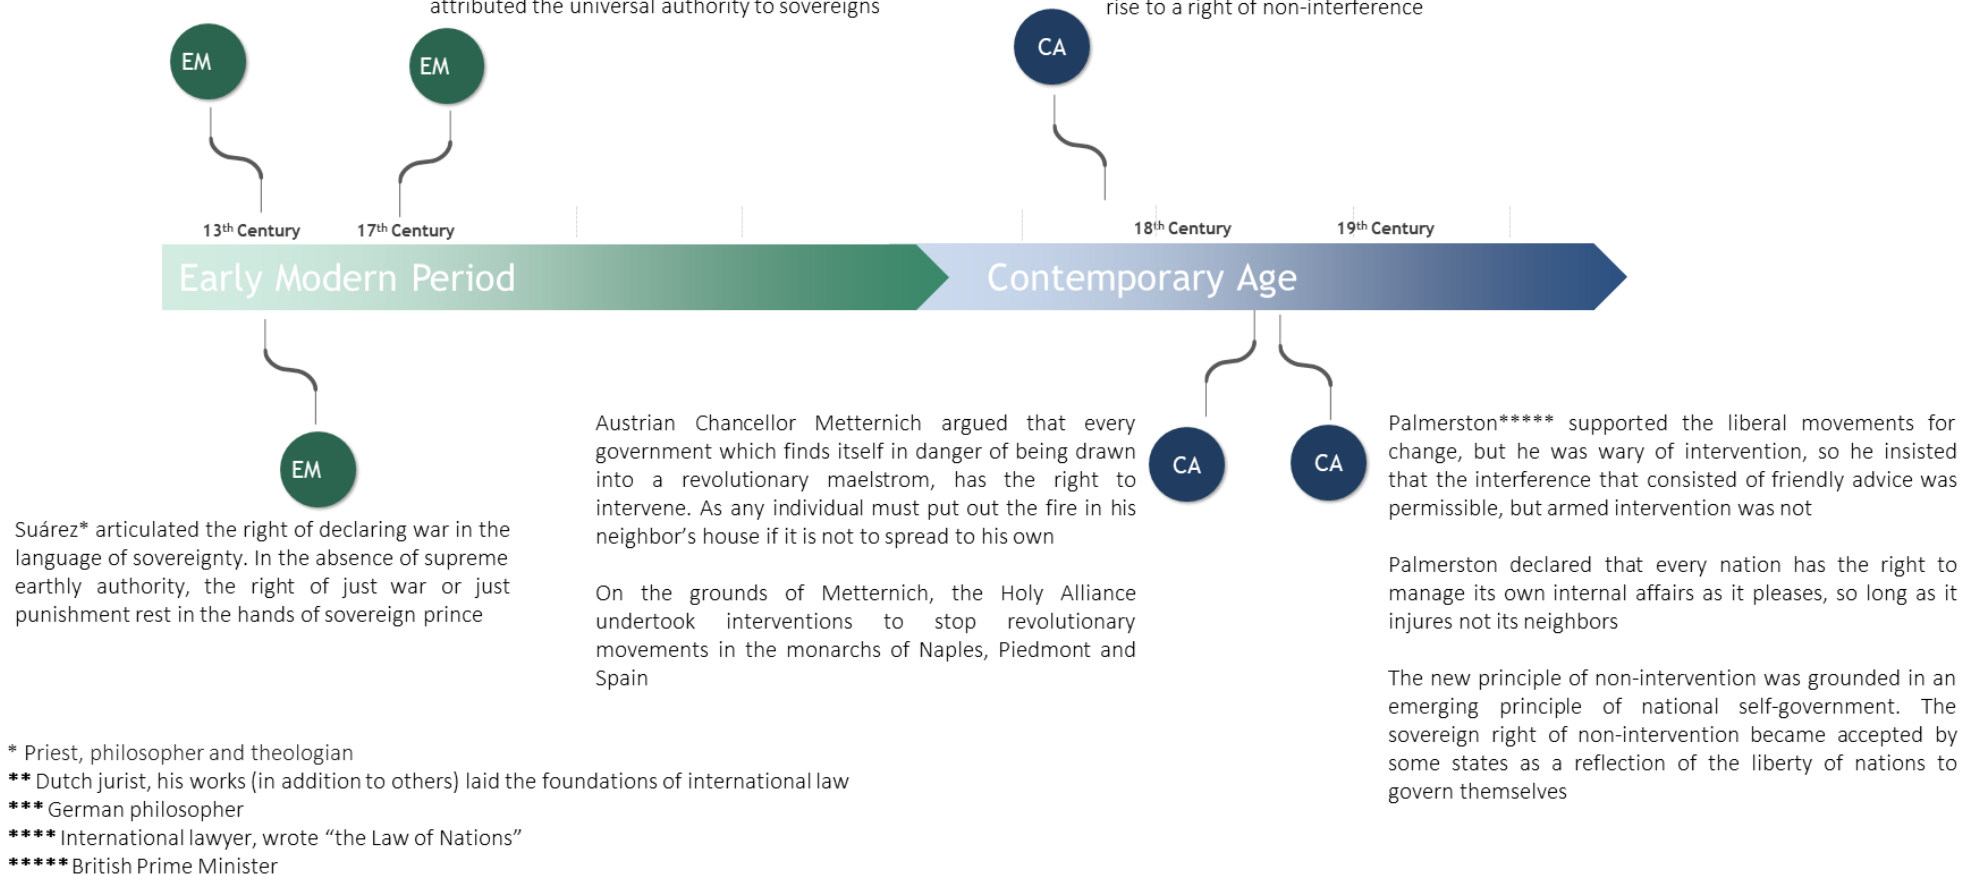 attributed the universal authority to sovereigns
rise to a right of non-interference
EM
EM
CA
13th Century
17th Century
18th Century
19th Century
Early Modern Period
Contemporary Age
EM
CA
CA
Suárez* articulated the right of declaring war in the
language of sovereignty. In the absence of supreme
earthly authority, the right of just war or just
punishment rest in the hands of sovereign prince
Austrian Chancellor Metternich argued that every
government which finds itself in danger of being drawn
into a revolutionary maelstrom, has the right to
intervene. As any individual must put out the fire in his
neighbor’s house if it is not to spread to his own
On the grounds of Metternich, the Holy Alliance
undertook interventions to stop revolutionary
movements in the monarchs of Naples, Piedmont and
Spain
Palmerston***** supported the liberal movements for
change, but he was wary of intervention, so he insisted
that the interference that consisted of friendly advice was
permissible, but armed intervention was not
Palmerston declared that every nation has the right to
manage its own internal affairs as it pleases, so long as it
injures not its neighbors
The new principle of non-intervention was grounded in an
emerging principle of national self-government. The
sovereign right of non-intervention became accepted by
some states as a reflection of the liberty of nations to
govern themselves
* Priest, philosopher and theologian
** Dutch jurist, his works (in addition to others) laid the foundations of international law
*** German philosopher
**** International lawyer, wrote “the Law of Nations”
***** British Prime Minister